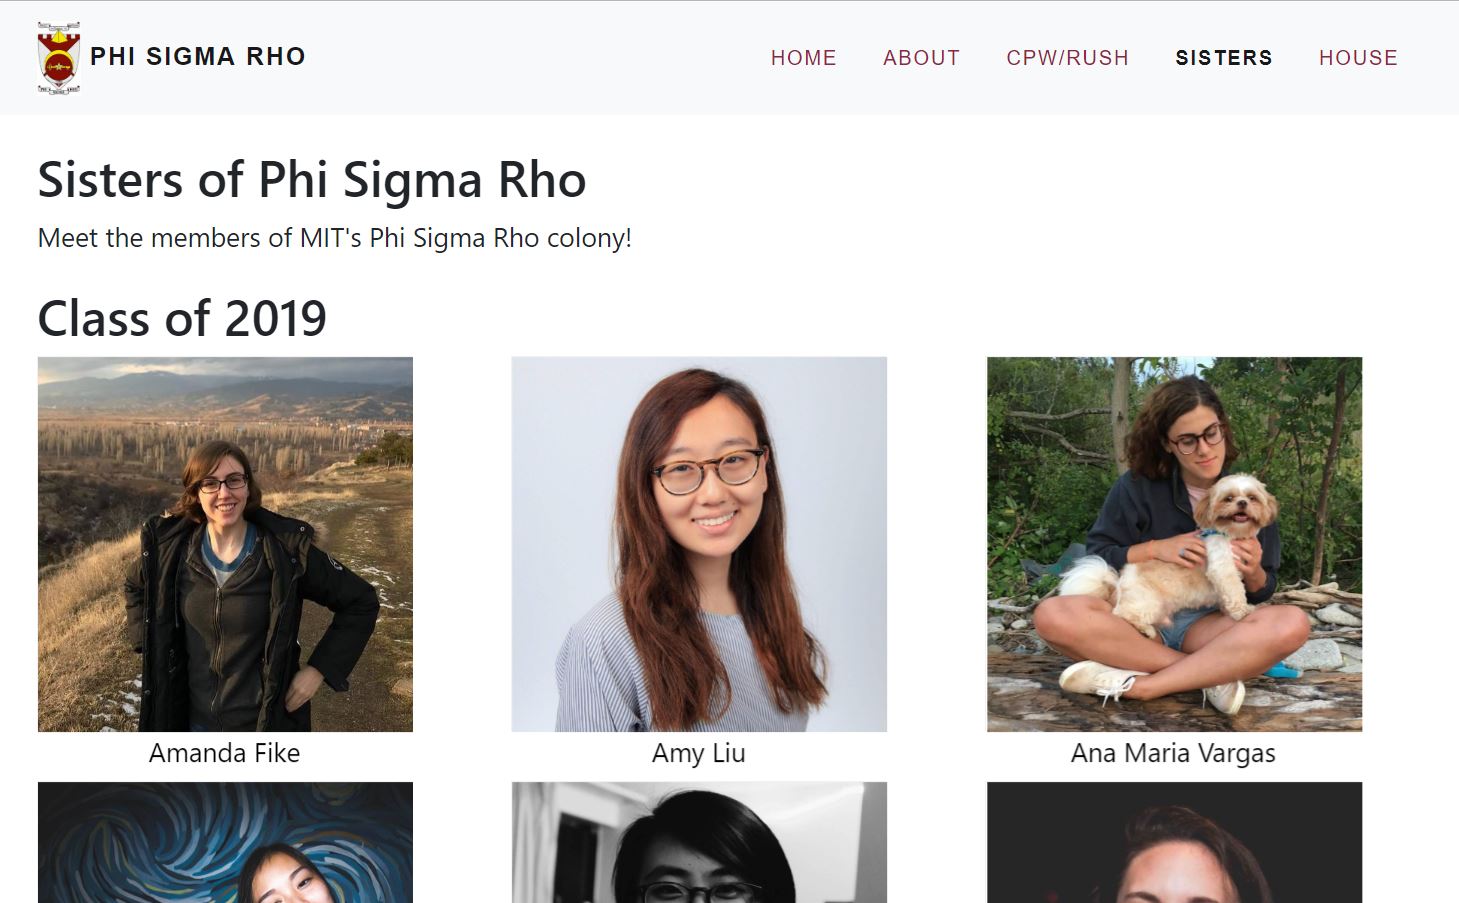 PHI SIGMA RHO
HOME ABOUT CPW/RUSH SISTERS HOUSE
Sisters of Phi Sigma Rho
Meet the members of MIT's Phi Sigma Rho colony!
Class of 2019
Amanda Fike
Amy Liu
Ana Maria Vargas